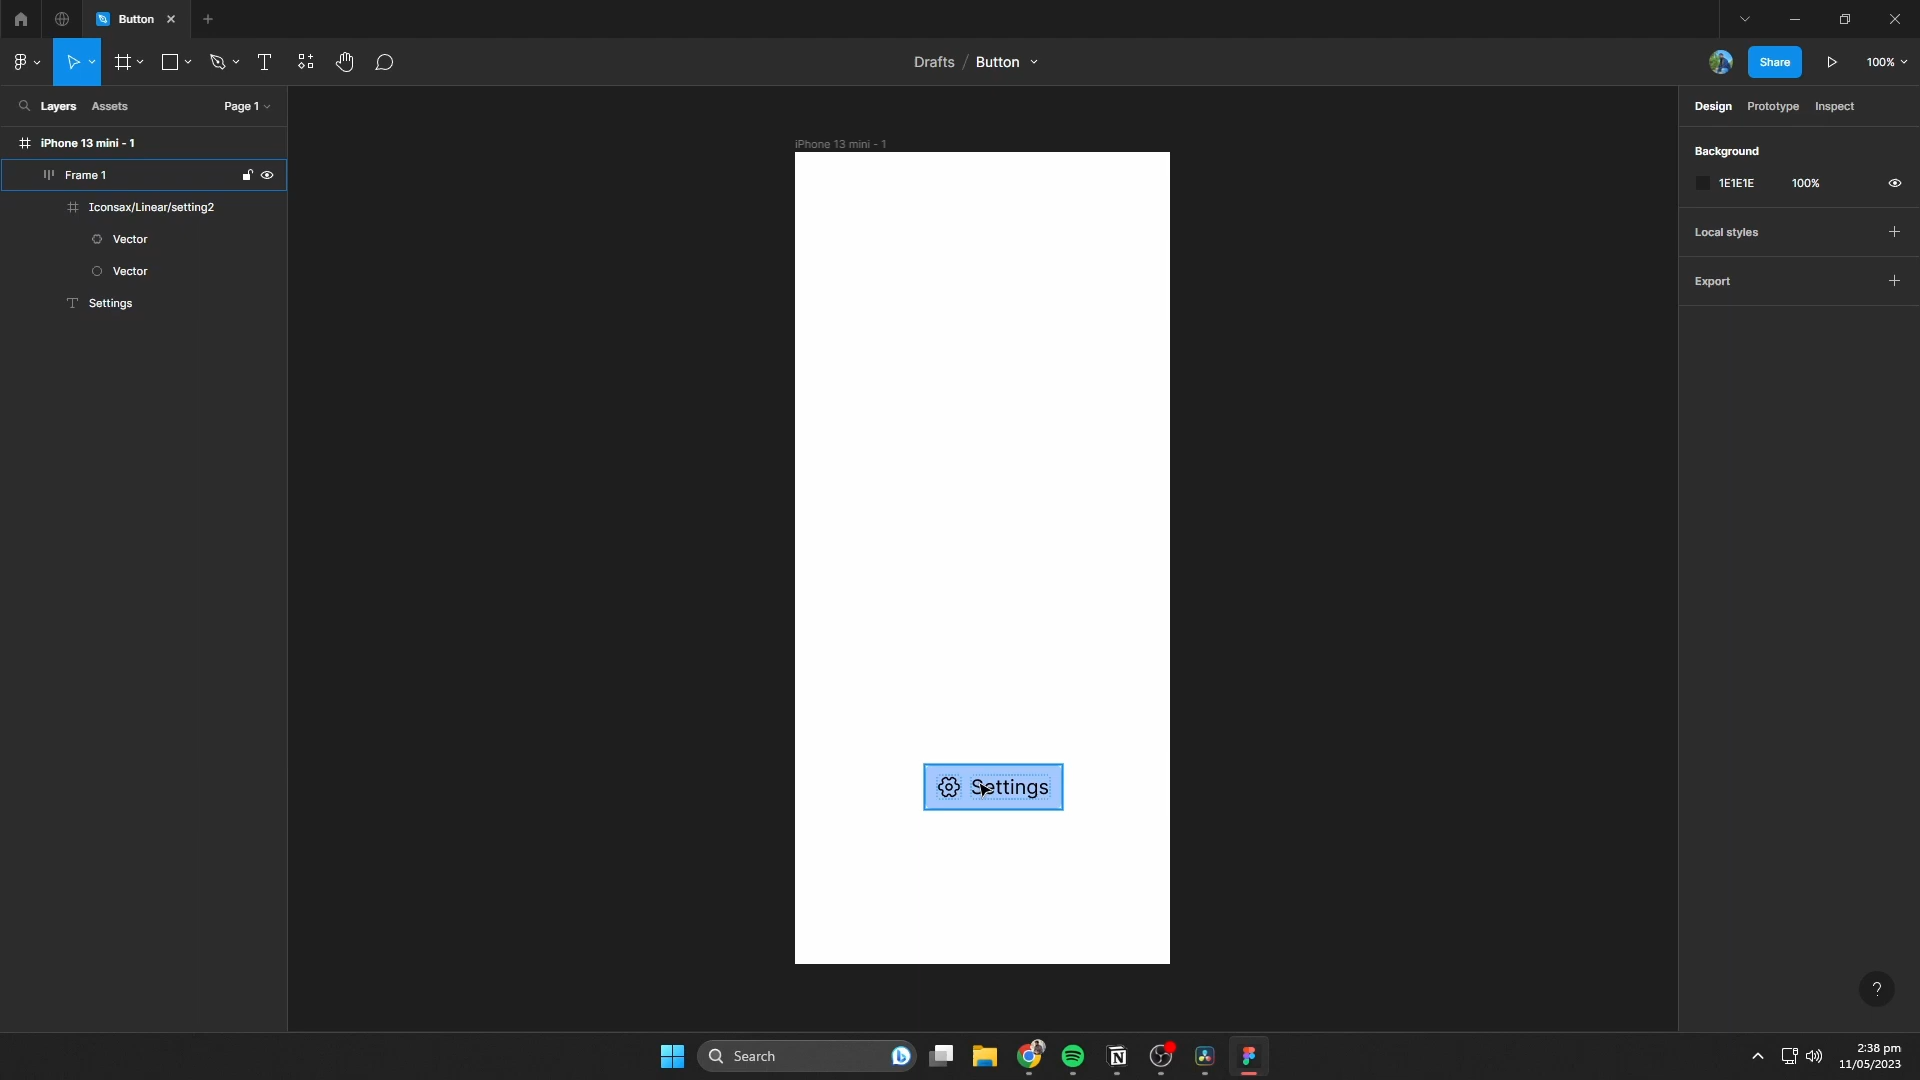 Button
Drafts / Button
Share
100%
Layers
Assets
Page 1
Design
Prototype
Inspect
iPhone 13 mini - 1
Frame 1
Iconsax/Linear/setting2
Vector
Vector
Settings
iPhone 13 mini - 1
Settings
Background
1E1E1E
100%
Local styles
Export
?
Search
2:38 pm
11/05/2023